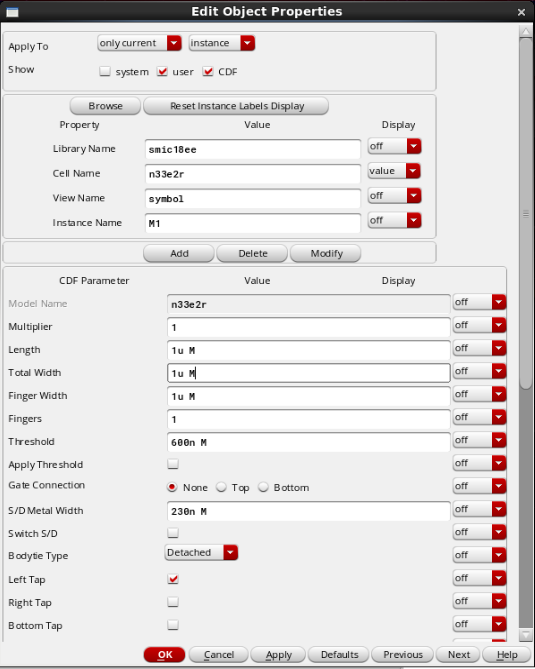 Edit Object Properties
Apply To only current instance
Show system user CDF
Browse Reset Instance Labels Display
Property Value Display
Library Name smic18ee off
Cell Name n33e2r value
View Name symbol off
Instance Name M1 off
Add Delete Modify
CDF Parameter Value Display
Model Name n33e2r off
Multiplier 1 off
Length 1u M off
Total Width 1u M off
Finger Width 1u M off
Fingers 1 off
Threshold 600n M off
Apply Threshold off
Gate Connection None Top Bottom off
S/D Metal Width 230n M off
Switch S/D off
Bodytie Type Detached off
Left Tap off
Right Tap off
Bottom Tap off
OK Cancel Apply Defaults Previous Next Help